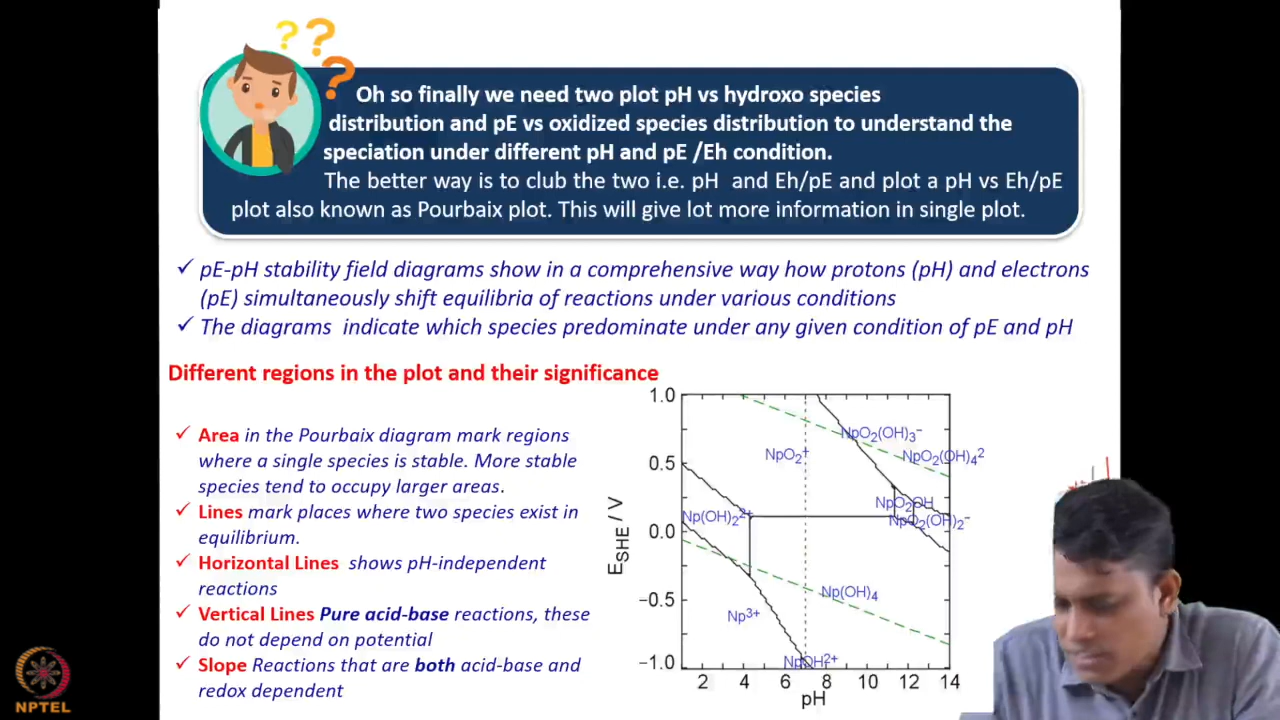 ? ? ?
Oh so finally we need two plot pH vs hydroxo species
distribution and pE vs oxidized species distribution to understand the
speciation under different pH and pE /Eh condition.
The better way is to club the two i.e. pH and Eh/pE and plot a pH vs Eh/pE
plot also known as Pourbaix plot. This will give lot more information in single plot.
✓ pE-pH stability field diagrams show in a comprehensive way how protons (pH) and electrons
(pE) simultaneously shift equilibria of reactions under various conditions
✓ The diagrams indicate which species predominate under any given condition of pE and pH
Different regions in the plot and their significance
✓ Area in the Pourbaix diagram mark regions
where a single species is stable. More stable
species tend to occupy larger areas.
✓ Lines mark places where two species exist in
equilibrium.
✓ Horizontal Lines shows pH-independent
reactions
✓ Vertical Lines Pure acid-base reactions, these
do not depend on potential
✓ Slope Reactions that are both acid-base and
redox dependent
1.0
0.5
0.0
−0.5
−1.0
E_SHE / V
NpO₂(OH)₃⁻
NpO₂⁺
NpO₂(OH)₄²
NpO₂OH
Np(OH)₂²⁺
NpO₂(OH)₂⁻
Np(OH)₄
Np³⁺
NpOH²⁺
2 4 6 8 10 12 14
pH
NPTEL